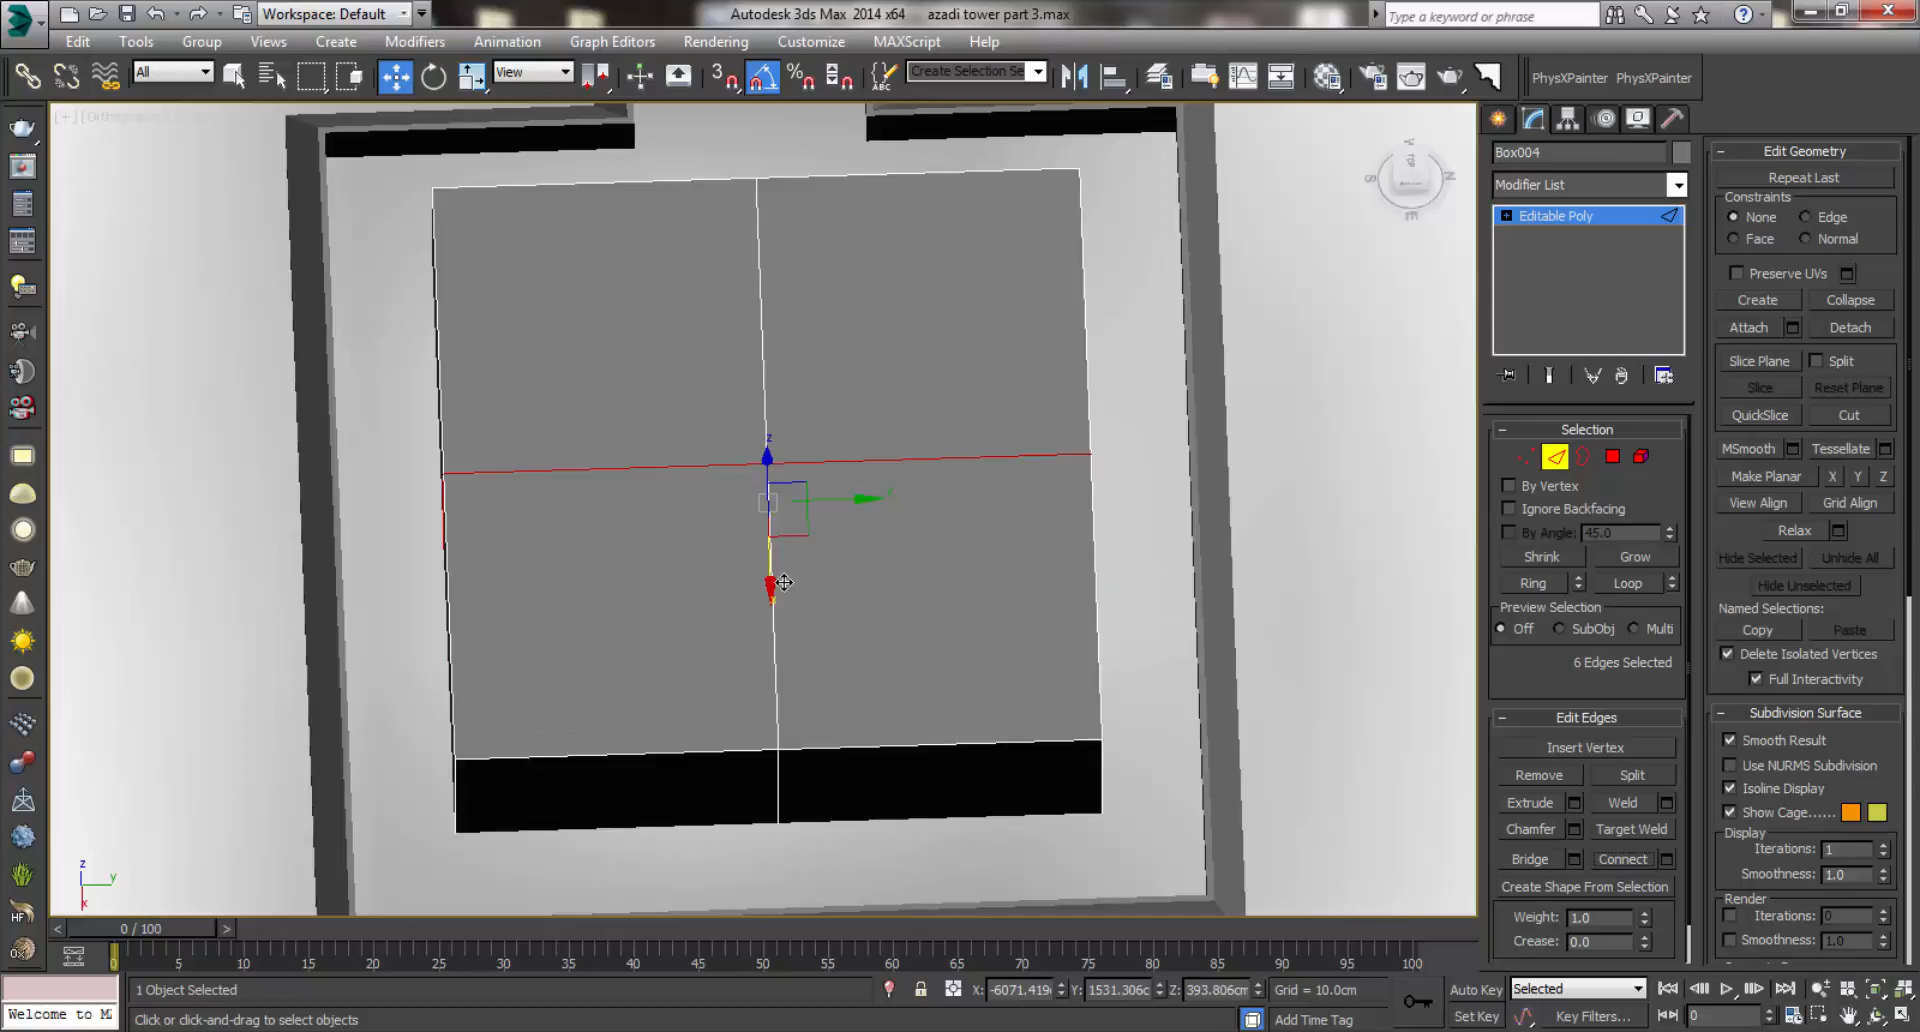 Workspace: Default
Autodesk 3ds Max 2014 x64 azadi tower part 3.max
Type a keyword or phrase
Edit Tools Group Views Create Modifiers Animation Graph Editors Rendering Customize MAXScript Help
All
View
3
ABC
Create Selection Se
PhysXPainter PhysXPainter
TOP
S
N
E
z
x
z
y
x
HF
Box004
Modifier List
Editable Poly
Selection
By Vertex
Ignore Backfacing
By Angle: 45.0
Shrink Grow
Ring Loop
Preview Selection
Off SubObj Multi
6 Edges Selected
Edit Edges
Insert Vertex
Remove Split
Extrude Weld
Chamfer Target Weld
Bridge Connect
Create Shape From Selection
Weight: 1.0
Crease: 0.0
Edit Geometry
Repeat Last
Constraints
None Edge
Face Normal
Preserve UVs
Create Collapse
Attach Detach
Slice Plane Split
Slice Reset Plane
QuickSlice Cut
MSmooth Tessellate
Make Planar X Y Z
View Align Grid Align
Relax
Hide Selected Unhide All
Hide Unselected
Named Selections:
Copy Paste
Delete Isolated Vertices
Full Interactivity
Subdivision Surface
Smooth Result
Use NURMS Subdivision
Isoline Display
Show Cage......
Display
Iterations: 1
Smoothness: 1.0
Render
Iterations: 0
Smoothness: 1.0
< 0 / 100 >
0 5 10 15 20 25 30 35 40 45 50 55 60 65 70 75 80 85 90 95 100
1 Object Selected
X: -6071.419 Y: 1531.306c Z: 393.806cm Grid = 10.0cm
Auto Key Selected
Welcome to M
Click or click-and-drag to select objects
Add Time Tag
Set Key Key Filters... 0